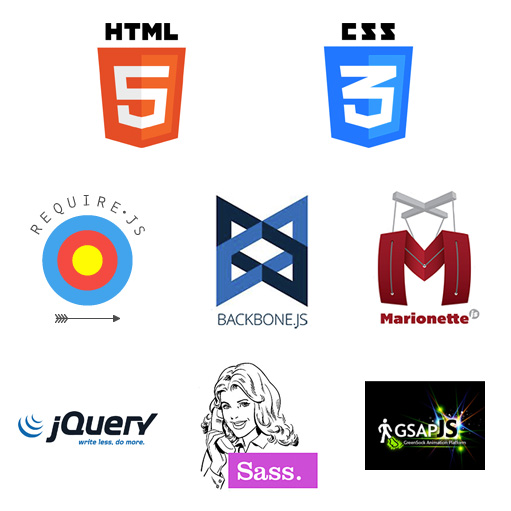 HTML
5
CSS
3
REQUIRE·JS
BACKBONE.JS
Marionette JS
jQuery
write less, do more.
Sass.
GSAP JS
GreenSock Animation Platform